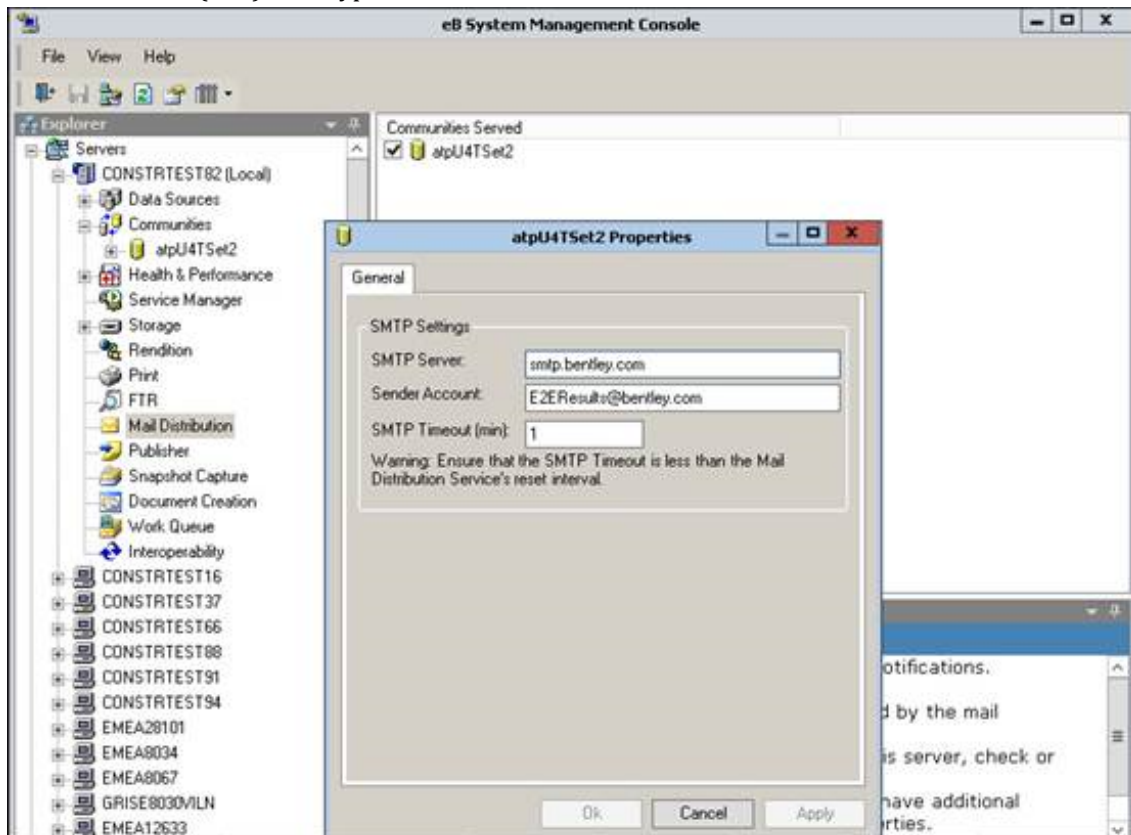 eB System Management Console
File View Help
Explorer
Servers
CONSTRTEST82 (Local)
Data Sources
Communities
atpU4TSet2
Health & Performance
Service Manager
Storage
Rendition
Print
FTR
Mail Distribution
Publisher
Snapshot Capture
Document Creation
Work Queue
Interoperability
CONSTRTEST16
CONSTRTEST37
CONSTRTEST66
CONSTRTEST88
CONSTRTEST91
CONSTRTEST94
EMEA28101
EMEA8034
EMEA8067
GRISE8030VILN
EMEA12633
Communities Served
atpU4TSet2
atpU4TSet2 Properties
General
SMTP Settings
SMTP Server: smtp.bentley.com
Sender Account: E2EResults@bentley.com
SMTP Timeout (min): 1
Warning: Ensure that the SMTP Timeout is less than the Mail
Distribution Service's reset interval.
Ok Cancel Apply
otifications.
d by the mail
is server, check or
have additional
rties.